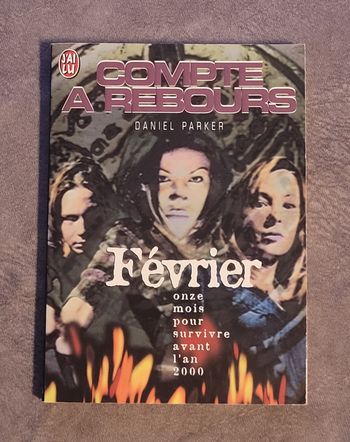 J'AI
LU
COMPTE
A REBOURS
DANIEL PARKER
Février
onze
mois
pour
survivre
avant
l'an
2000